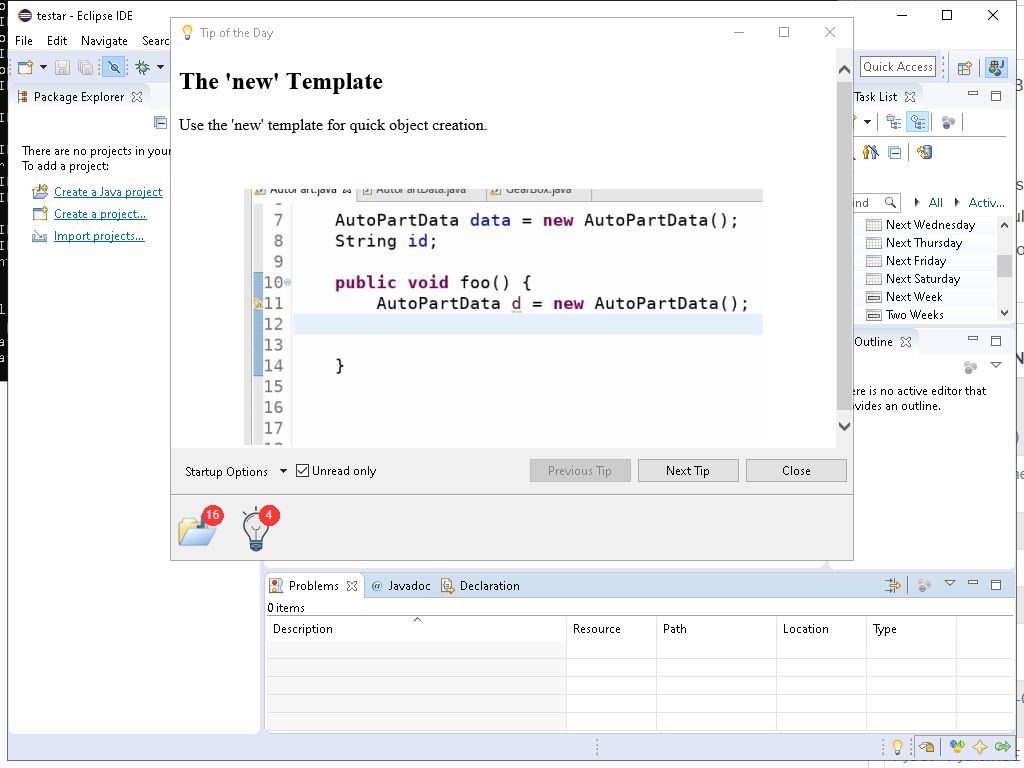 testar - Eclipse IDE
File Edit Navigate Searc
Tip of the Day
Quick Access
Package Explorer
There are no projects in your
To add a project:
Create a Java project
Create a project...
Import projects...
The 'new' Template
Use the 'new' template for quick object creation.
AutoPart.java AutoPartData.java GearBox.java
7 AutoPartData data = new AutoPartData();
8 String id;
9
10 public void foo() {
11 AutoPartData d = new AutoPartData();
12
13
14 }
15
16
17
Startup Options Unread only Previous Tip Next Tip Close
16 4
Task List
ind All Activ...
Next Wednesday
Next Thursday
Next Friday
Next Saturday
Next Week
Two Weeks
Outline
ere is no active editor that
vides an outline.
Problems @ Javadoc Declaration
0 items
Description Resource Path Location Type